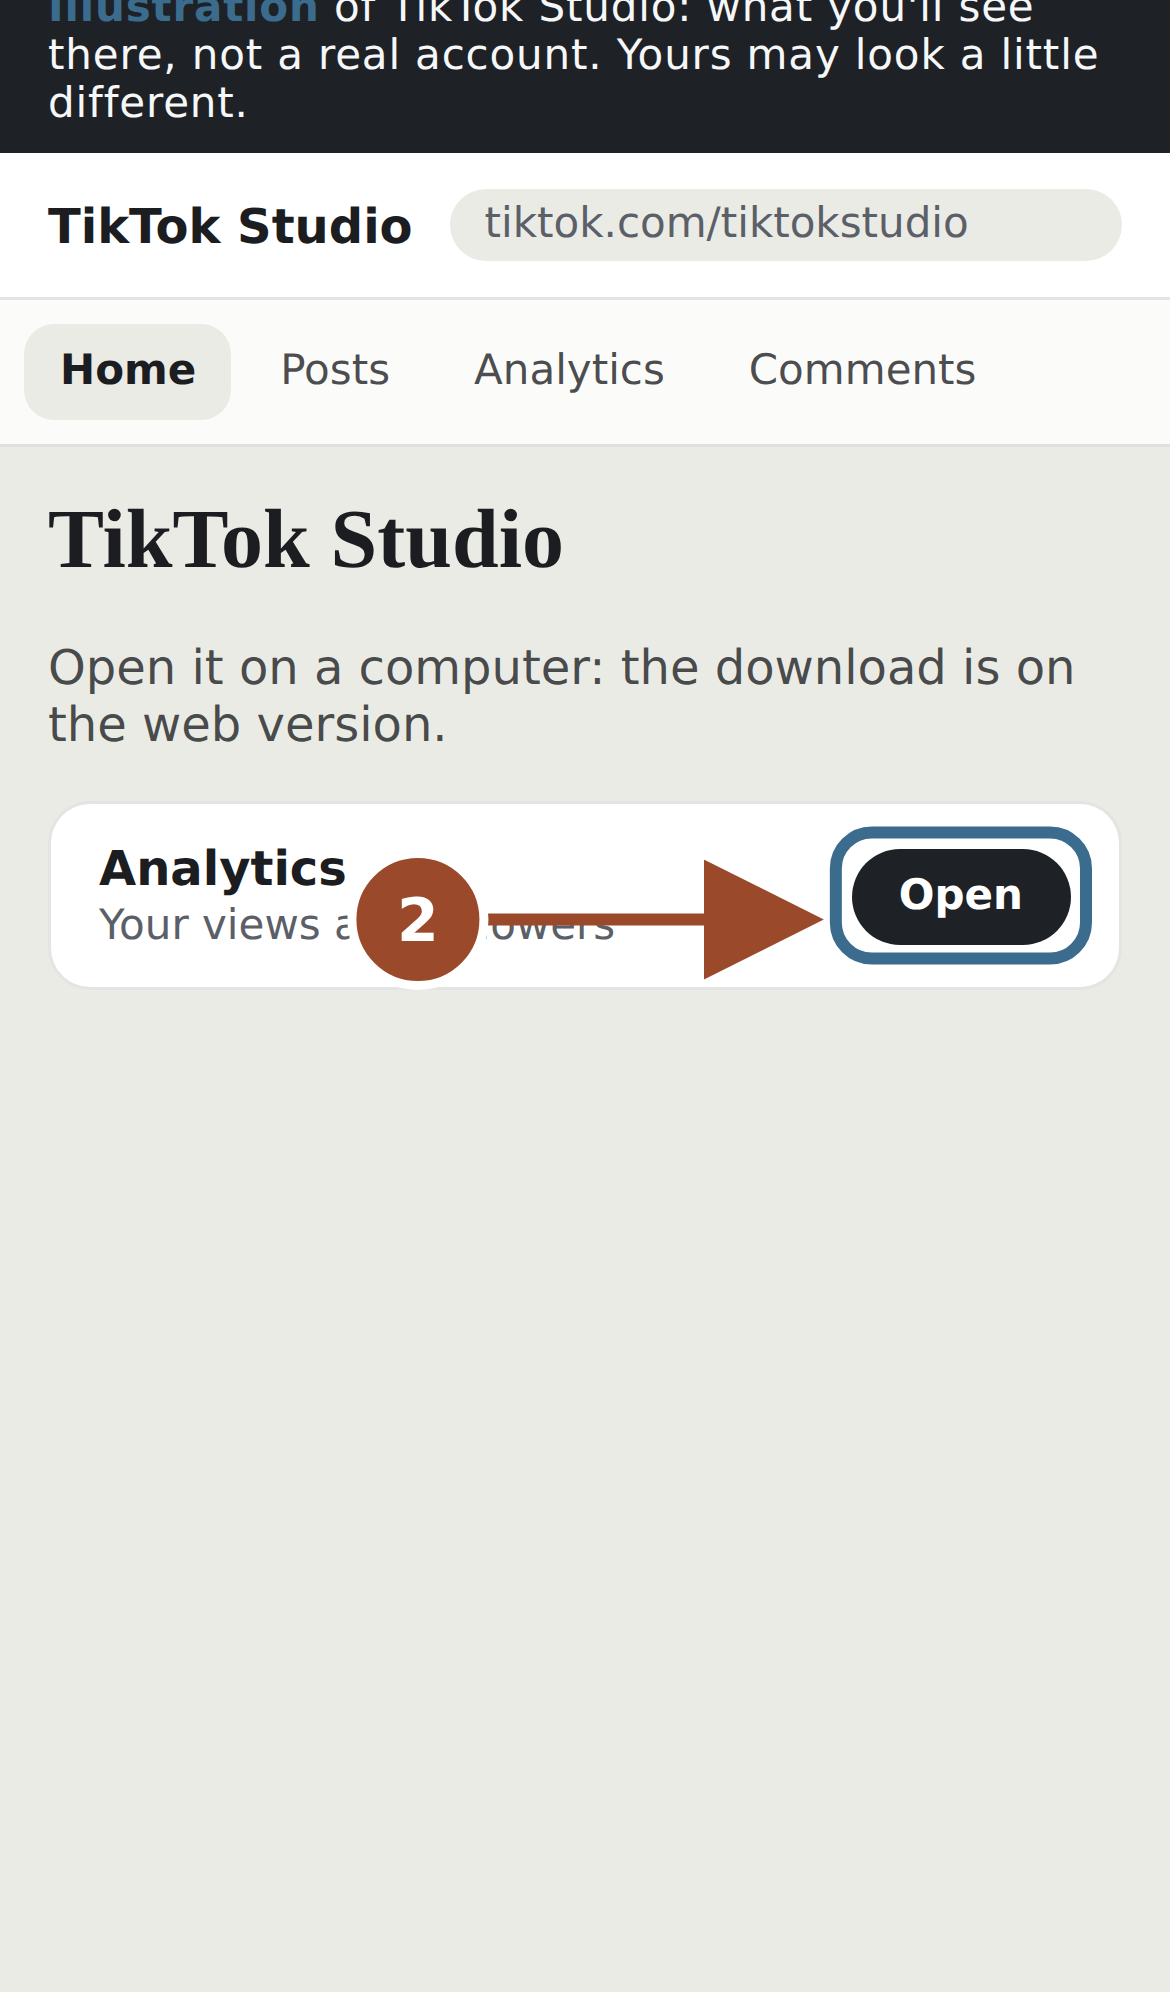 Illustration of TikTok Studio: what you'll see
there, not a real account. Yours may look a little
different.
TikTok Studio
tiktok.com/tiktokstudio
Home Posts Analytics Comments
TikTok Studio
Open it on a computer: the download is on
the web version.
Analytics
Your views
2
Open